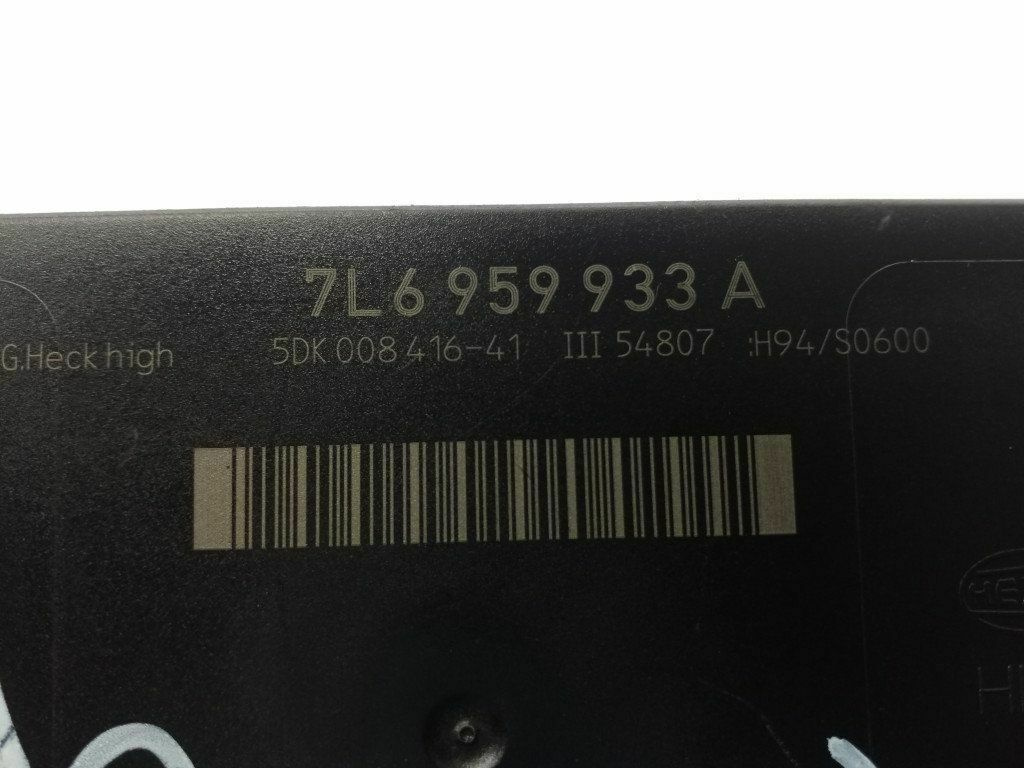 7L6 959 933 A
G.Heck high 5DK 008 416-41 III 54807 :H94/S0600